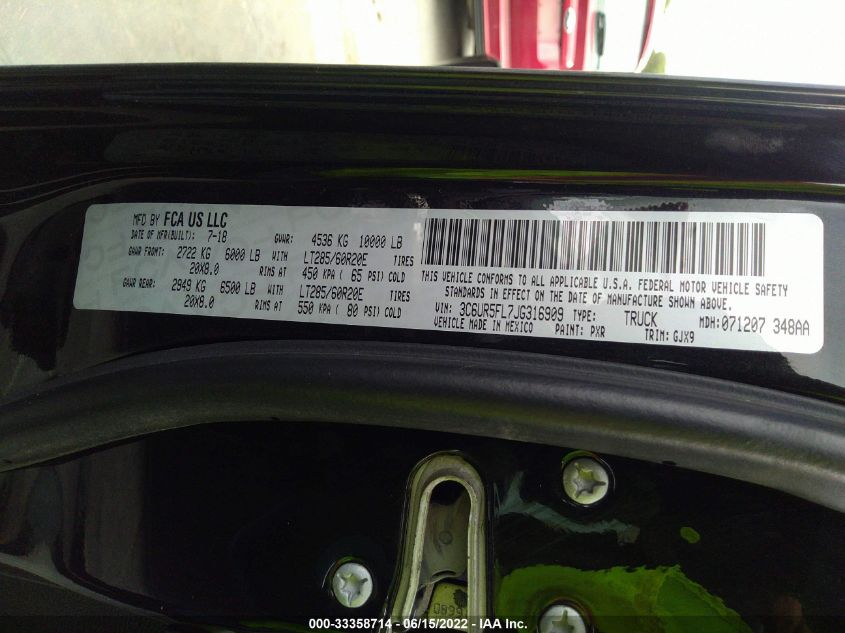 MFD BY FCA US LLC
DATE OF MFR(BUILT): 7-18 GVWR: 4536 KG 10000 LB
GAWR FRONT: 2722 KG 6000 LB WITH LT285/60R20E TIRES
20X8.0 RIMS AT 450 KPA ( 65 PSI) COLD
GAWR REAR: 2949 KG 6500 LB WITH LT285/60R20E TIRES
20X8.0 RIMS AT 550 KPA ( 80 PSI) COLD
THIS VEHICLE CONFORMS TO ALL APPLICABLE U.S.A. FEDERAL MOTOR VEHICLE SAFETY
STANDARDS IN EFFECT ON THE DATE OF MANUFACTURE SHOWN ABOVE.
VIN: 3C6UR5FL7JG316909 TYPE: TRUCK MDH: 071207 348AA
VEHICLE MADE IN MEXICO PAINT: PXR TRIM: GJX9
000-33358714 - 06/15/2022 - IAA Inc.